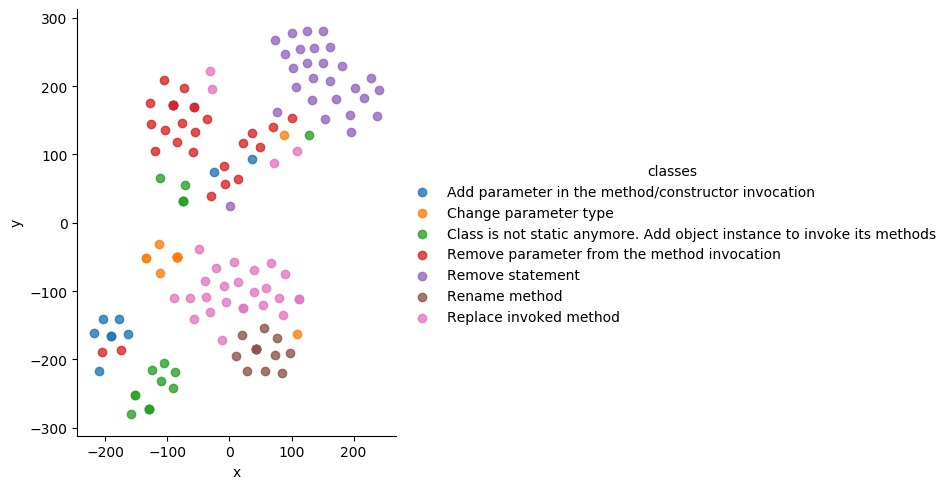 300
200
100
0
−100
−200
−300
y
−200
−100
0
100
200
x
classes
Add parameter in the method/constructor invocation
Change parameter type
Class is not static anymore. Add object instance to invoke its methods
Remove parameter from the method invocation
Remove statement
Rename method
Replace invoked method